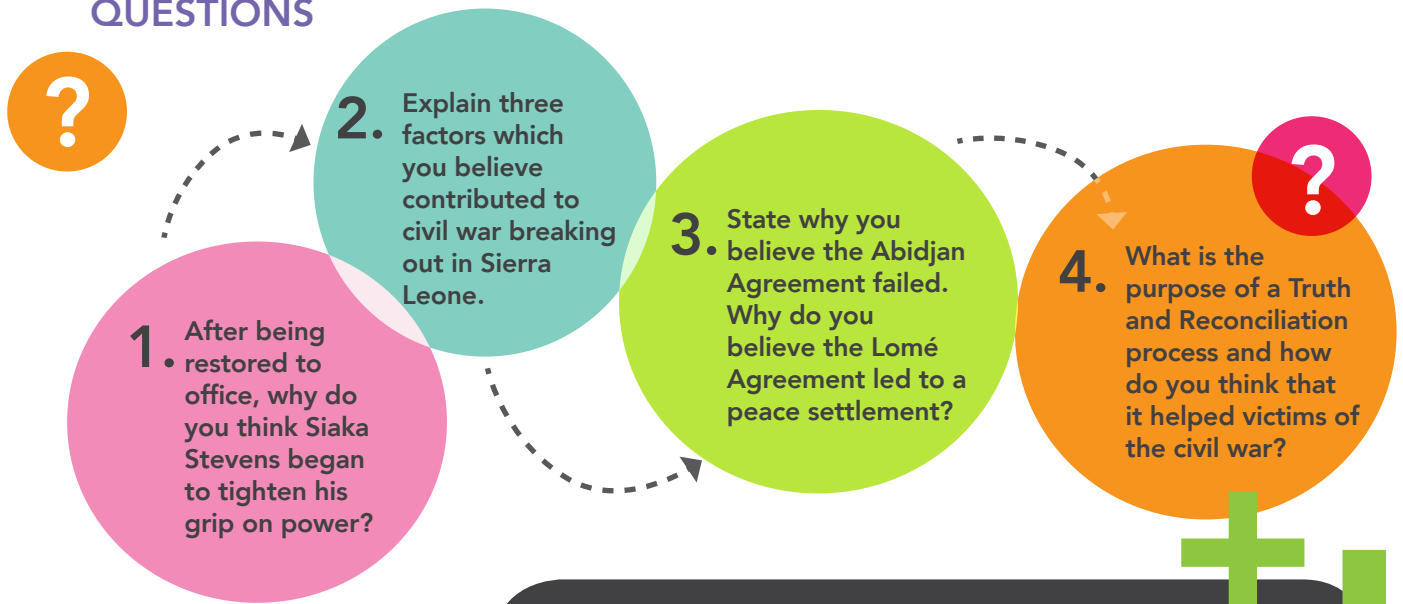 QUESTIONS
?
1. After being
restored to
office, why do
you think Siaka
Stevens began
to tighten his
grip on power?
2. Explain three
factors which
you believe
contributed to
civil war breaking
out in Sierra
Leone.
3. State why you
believe the Abidjan
Agreement failed.
Why do you
believe the Lomé
Agreement led to a
peace settlement?
?
4. What is the
purpose of a Truth
and Reconciliation
process and how
do you think that
it helped victims of
the civil war?